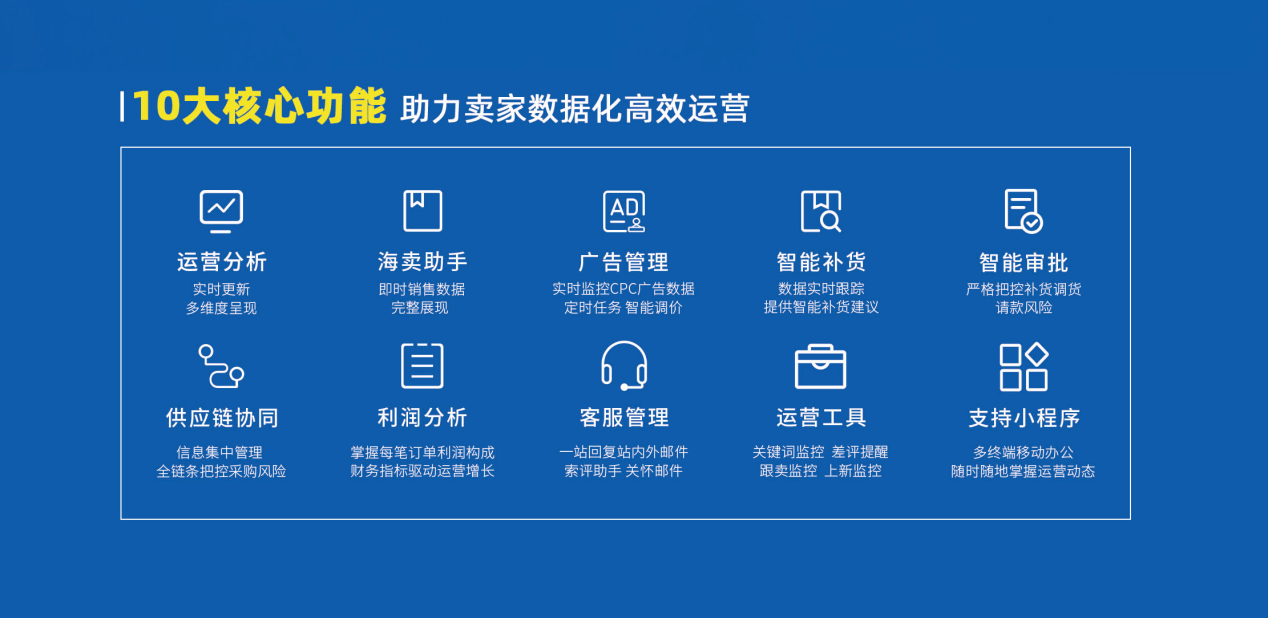 10大核心功能 助力卖家数据化高效运营
运营分析
实时更新
多维度呈现
海卖助手
即时销售数据
完整展现
AD
广告管理
实时监控CPC广告数据
定时任务 智能调价
智能补货
数据实时跟踪
提供智能补货建议
智能审批
严格把控补货调货
请款风险
供应链协同
信息集中管理
全链条把控采购风险
利润分析
掌握每笔订单利润构成
财务指标驱动运营增长
客服管理
一站回复站内外邮件
索评助手 关怀邮件
运营工具
关键词监控 差评提醒
跟卖监控 上新监控
支持小程序
多终端移动办公
随时随地掌握运营动态